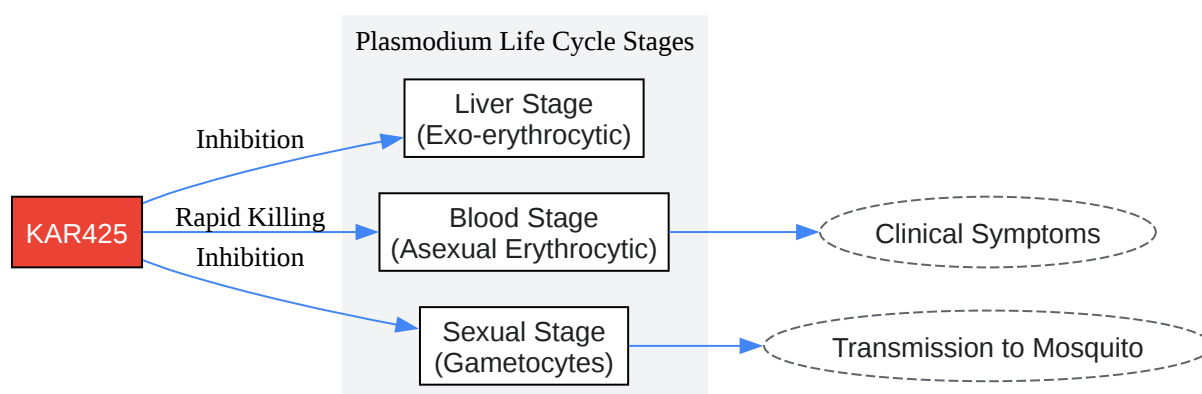 Plasmodium Life Cycle Stages
Liver Stage
(Exo-erythrocytic)
Inhibition
KAR425
Rapid Killing
Blood Stage
(Asexual Erythrocytic)
Clinical Symptoms
Inhibition
Sexual Stage
(Gametocytes)
Transmission to Mosquito